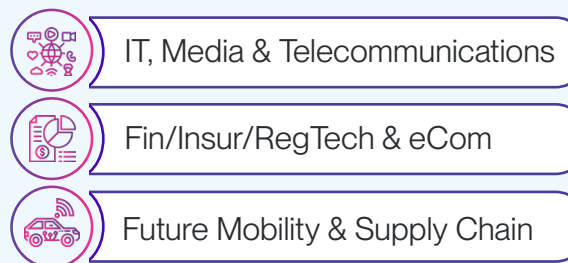 IT, Media & Telecommunications
Fin/Insur/RegTech & eCom
Future Mobility & Supply Chain